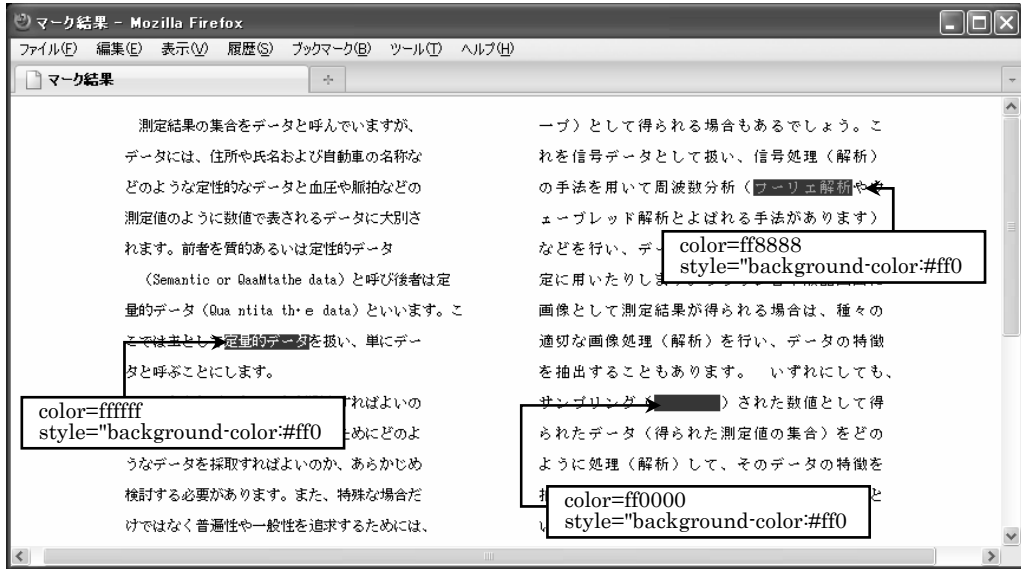 マーク結果 - Mozilla Firefox
ファイル(F) 編集(E) 表示(V) 履歴(S) ブックマーク(B) ツール(T) ヘルプ(H)
マーク結果
測定結果の集合をデータと呼んでいますが、
データには、住所や氏名および自動車の名称な
どのような定性的なデータと血圧や脈拍などの
測定値のように数値で表されるデータに大別さ
れます。前者を質的あるいは定性的データ
(Semantic or QaaMtathe data)と呼び後者は定
量的データ(Qua ntita th·e data)といいます。こ
こでは主として定量的データを扱い、単にデー
タと呼ぶことにします。
ればよいの
color=ffffff
style="background-color:#ff0
ためにどのよ
うなデータを採取すればよいのか、あらかじめ
検討する必要があります。また、特殊な場合だ
けではなく普遍性や一般性を追求するためには、
ーブ)として得られる場合もあるでしょう。こ
れを信号データとして扱い、信号処理(解析)
の手法を用いて周波数分析(フーリェ解析や
ェーブレッド解析とよばれる手法があります)
などを行い、デー
color=ff8888
style="background-color:#ff0
定に用いたりしま
画像として測定結果が得られる場合は、種々の
適切な画像処理(解析)を行い、データの特徴
を抽出することもあります。 いずれにしても、
サンプリング()された数値として得
られたデータ(得られた測定値の集合)をどの
ように処理(解析)して、そのデータの特徴を
と
color=ff0000
style="background-color:#ff0